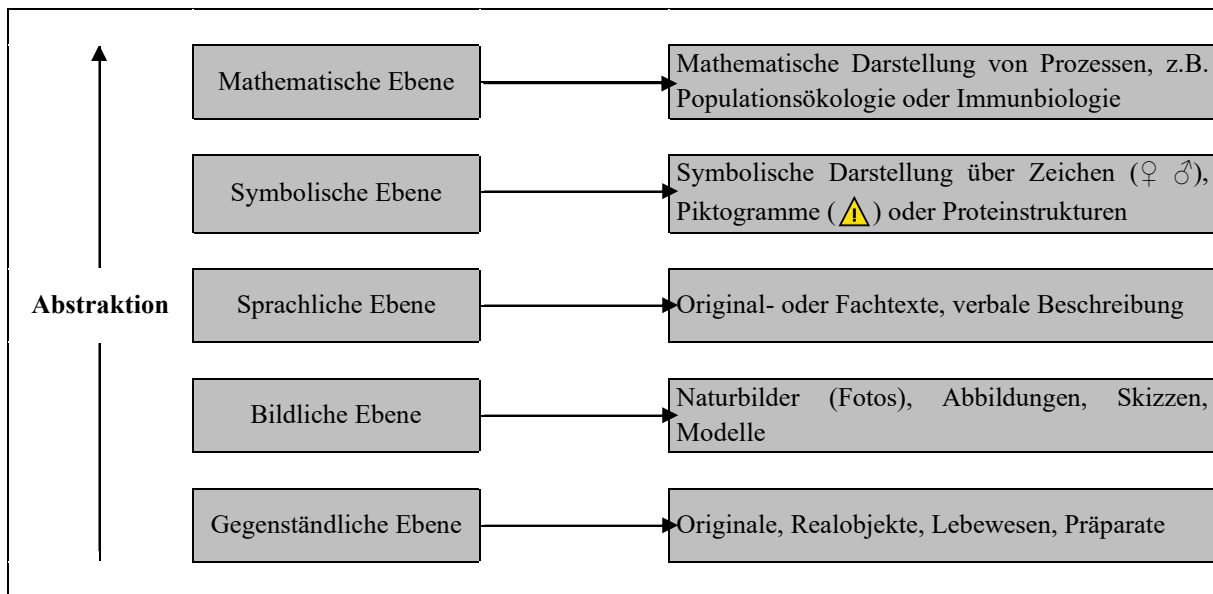 Mathematische Ebene
Mathematische Darstellung von Prozessen, z.B.
Populationsökologie oder Immunbiologie
Symbolische Ebene
Symbolische Darstellung über Zeichen (♀ ♂),
Piktogramme (⚠) oder Proteinstrukturen
Abstraktion
Sprachliche Ebene
Original- oder Fachtexte, verbale Beschreibung
Bildliche Ebene
Naturbilder (Fotos), Abbildungen, Skizzen,
Modelle
Gegenständliche Ebene
Originale, Realobjekte, Lebewesen, Präparate